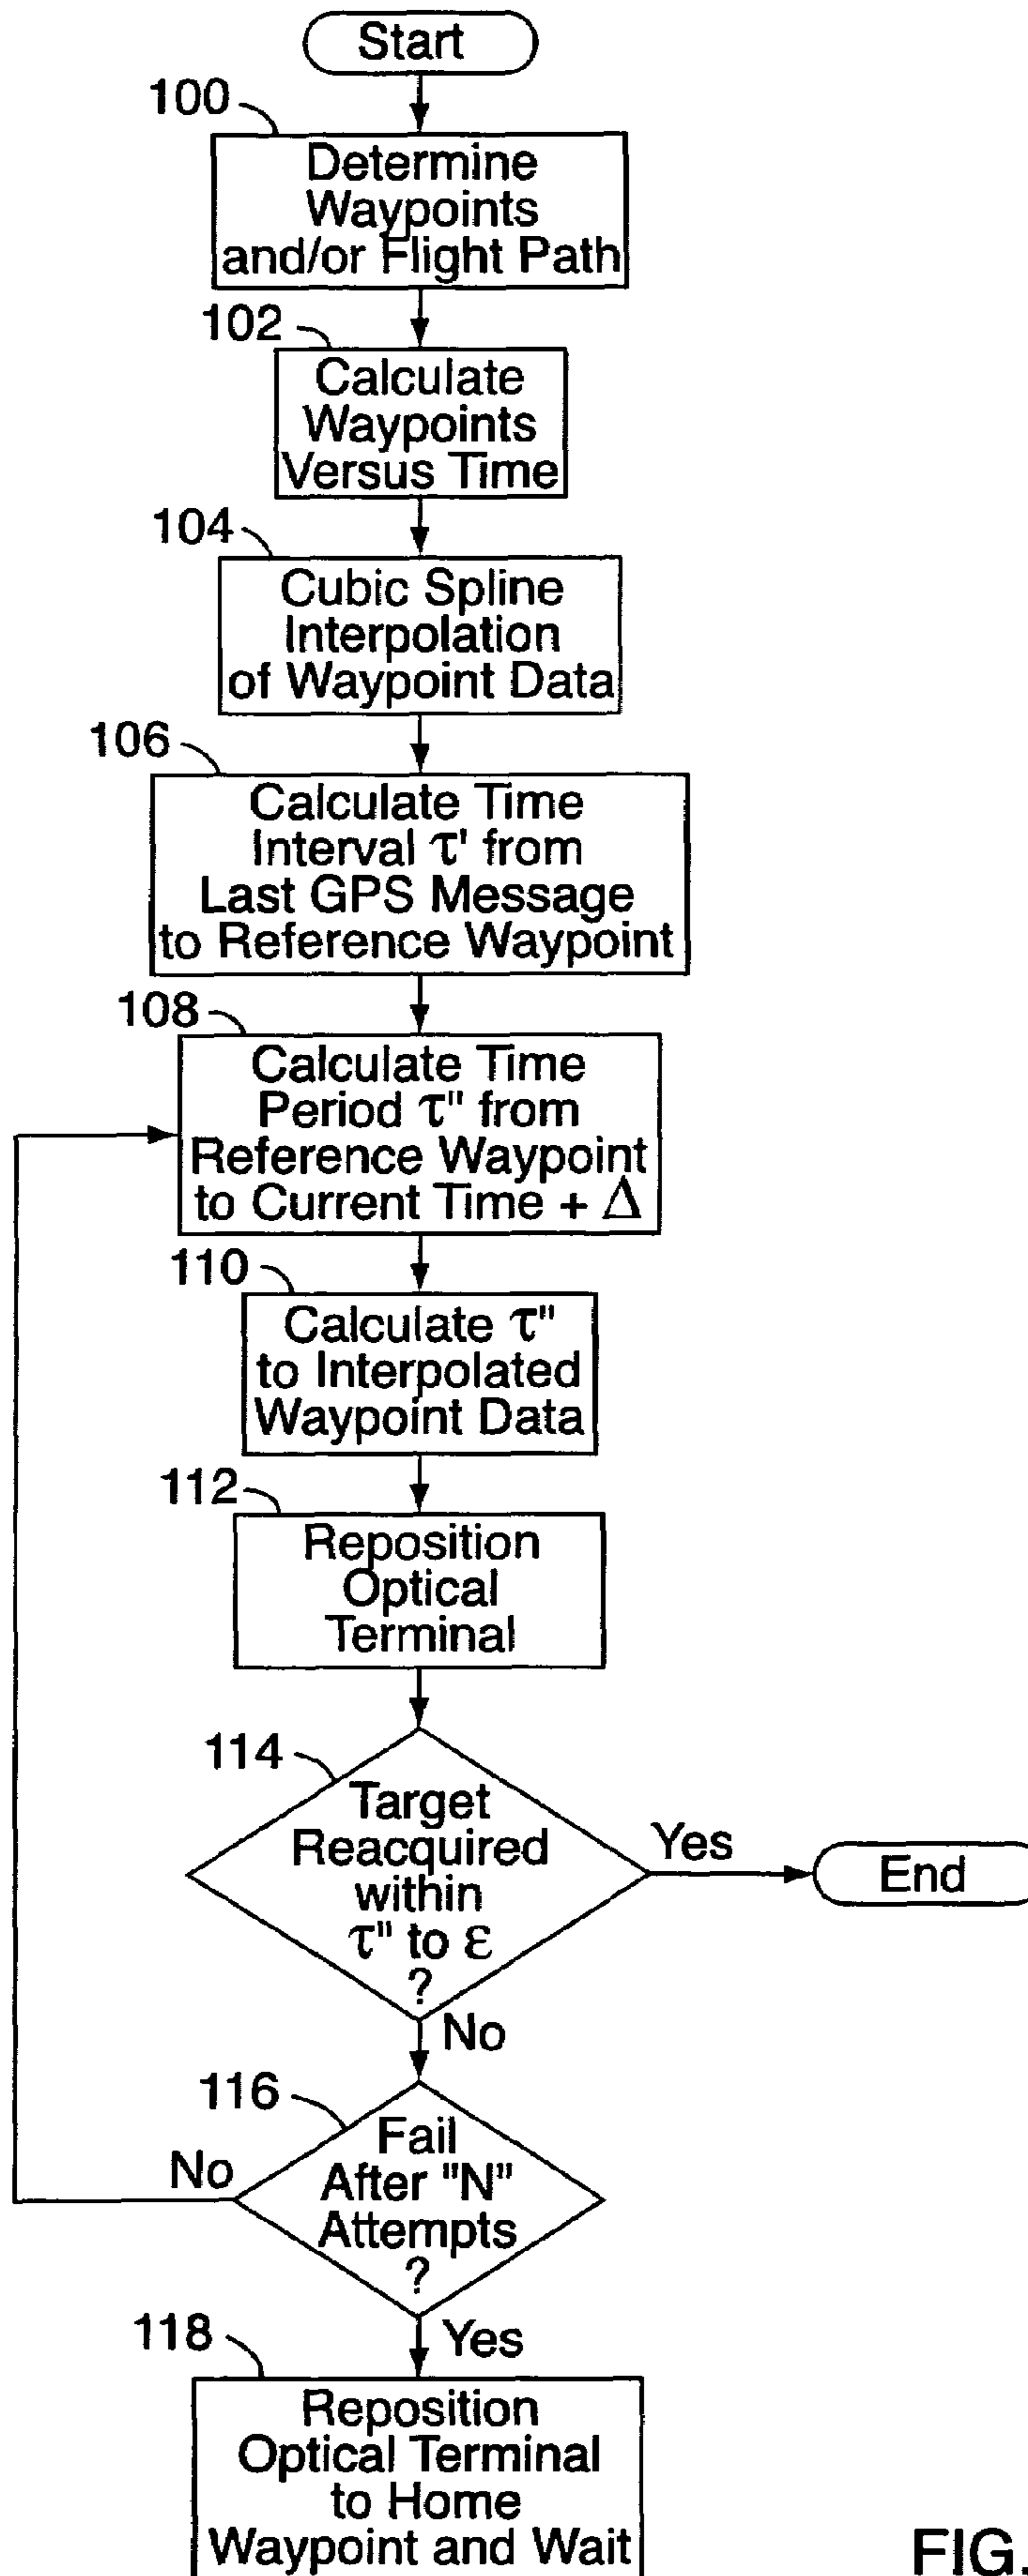 Start
100
Determine
Waypoints
and/or Flight Path
102
Calculate
Waypoints
Versus Time
104
Cubic Spline
Interpolation
of Waypoint Data
106
Calculate Time
Interval τ' from
Last GPS Message
to Reference Waypoint
108
Calculate Time
Period τ" from
Reference Waypoint
to Current Time + Δ
110
Calculate τ"
to Interpolated
Waypoint Data
112
Reposition
Optical
Terminal
114
Target
Reacquired
within
τ" to ε
?
Yes
End
No
116
Fail
After "N"
Attempts
?
No
Yes
118
Reposition
Optical Terminal
to Home
Waypoint and Wait
FIG.